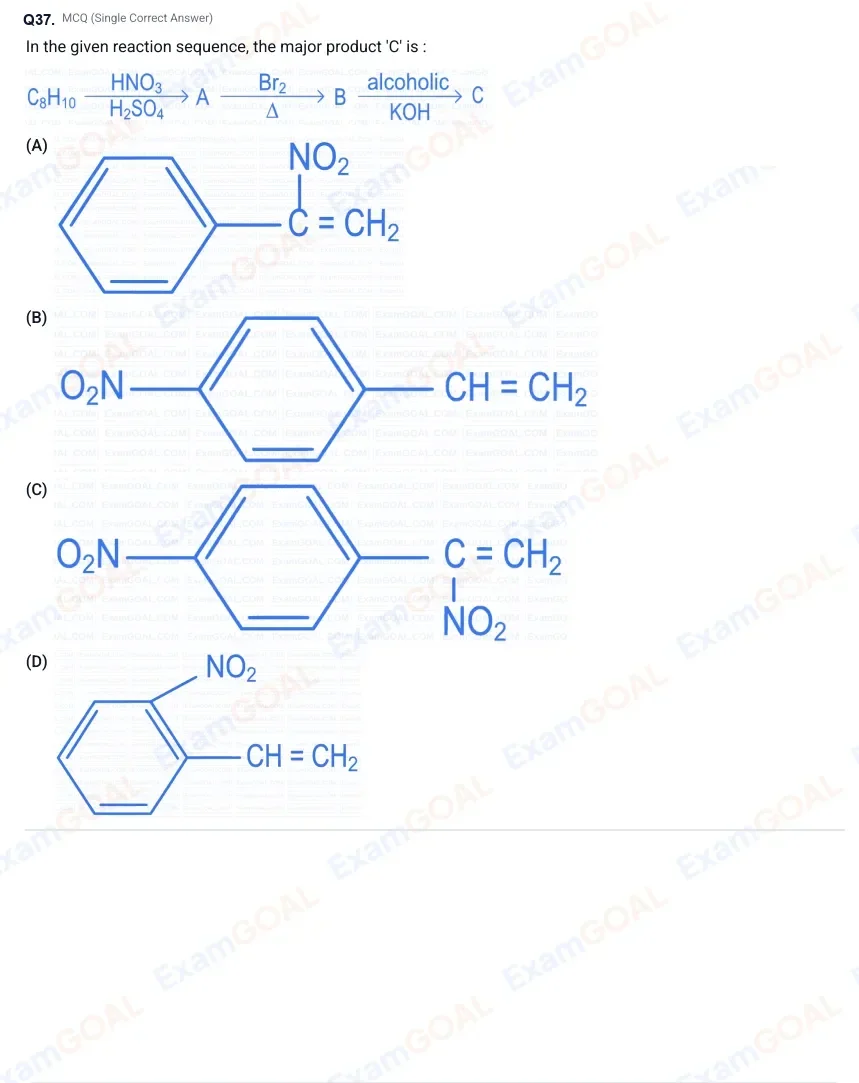 Q37. MCQ (Single Correct Answer)
In the given reaction sequence, the major product 'C' is :
C₈H₁₀ HNO₃ H₂SO₄ A Br₂ Δ B alcoholic KOH C
(A)
NO₂
C = CH₂
(B)
O₂N CH = CH₂
(C)
O₂N C = CH₂
NO₂
(D)
NO₂
CH = CH₂
ExamGOAL